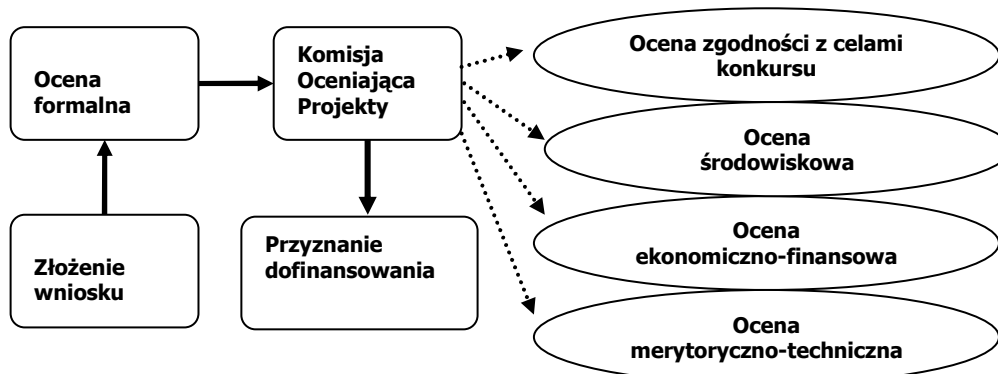 Ocena
formalna
Komisja
Oceniająca
Projekty
Ocena zgodności z celami
konkursu
Ocena
środowiskowa
Złożenie
wniosku
Przyznanie
dofinansowania
Ocena
ekonomiczno-finansowa
Ocena
merytoryczno-techniczna